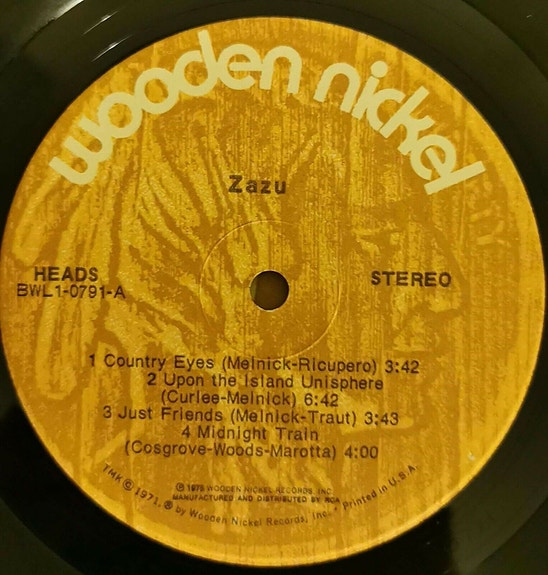 wooden nickel
Zazu
HEADS
BWL1-0791-A
STEREO
1 Country Eyes (Melnick-Ricupero) 3:42
2 Upon the Island Unisphere
(Curlee-Melnick) 6:42
3 Just Friends (Melnick-Traut) 3:43
4 Midnight Train
(Cosgrove-Woods-Marotta) 4:00
℗ 1975 WOODEN NICKEL RECORDS, INC.
MANUFACTURED AND DISTRIBUTED BY RCA
TMK © 1971, ® by Wooden Nickel Records, Inc. • Printed in U.S.A.